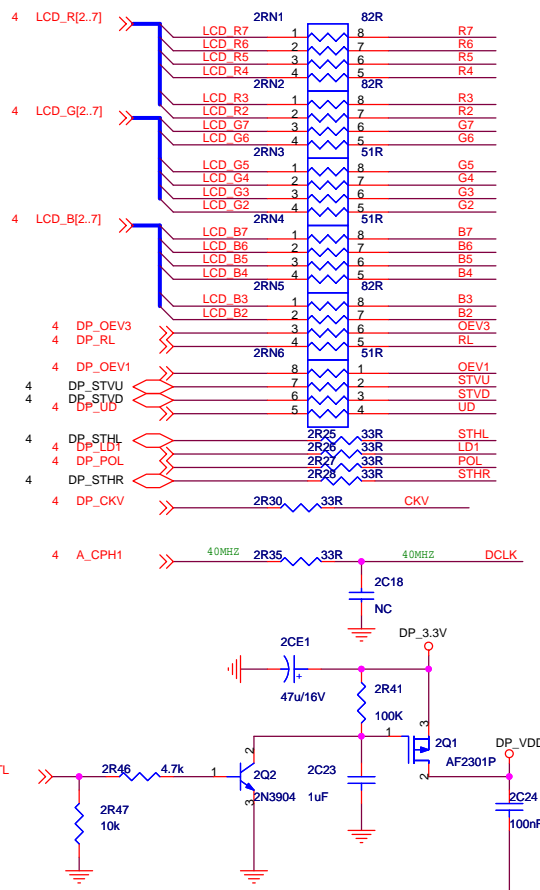 2RN1 82R
4 LCD_R[2..7]
LCD_R7 1 8 R7
LCD_R6 2 7 R6
LCD_R5 3 6 R5
LCD_R4 4 5 R4
2RN2 82R
LCD_R3 1 8 R3
LCD_R2 2 7 R2
4 LCD_G[2..7]
LCD_G7 3 6 G7
LCD_G6 4 5 G6
2RN3 51R
LCD_G5 1 8 G5
LCD_G4 2 7 G4
LCD_G3 3 6 G3
LCD_G2 4 5 G2
2RN4 51R
4 LCD_B[2..7]
LCD_B7 1 8 B7
LCD_B6 2 7 B6
LCD_B5 3 6 B5
LCD_B4 4 5 B4
2RN5 82R
LCD_B3 1 8 B3
LCD_B2 2 7 B2
4 DP_OEV3 3 6 OEV3
4 DP_RL 4 5 RL
2RN6 51R
4 DP_OEV1 8 1 OEV1
4 DP_STVU 7 2 STVU
4 DP_STVD 6 3 STVD
4 DP_UD 5 4 UD
4 DP_STHL 2R25 33R STHL
4 DP_LD1 2R26 33R LD1
4 DP_POL 2R27 33R POL
4 DP_STHR 2R28 33R STHR
4 DP_CKV 2R30 33R CKV
4 A_CPH1 40MHZ 2R35 33R 40MHZ DCLK
2C18
NC
DP_3.3V
2CE1
+
47u/16V
2R41
100K
3
1 2Q1
DP_VDD
AF2301P
2
2
2R46 4.7k 1 2Q2
2N3904
3
2C23
1uF
2C24
100nF
2R47
10k